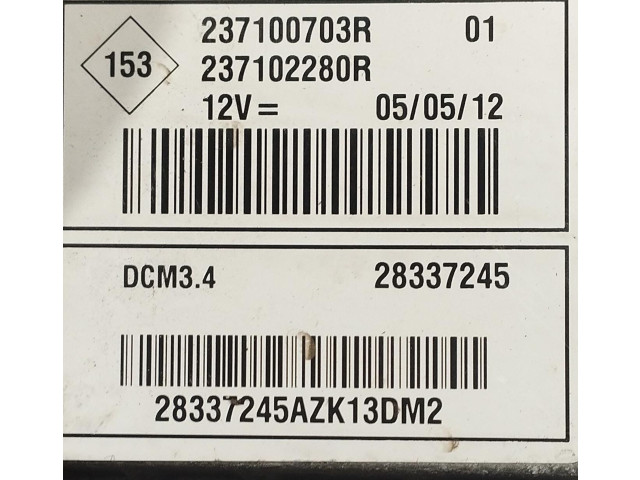 153
237100703R 01
237102280R
12V= 05/05/12
DCM3.4 28337245
28337245AZK13DM2